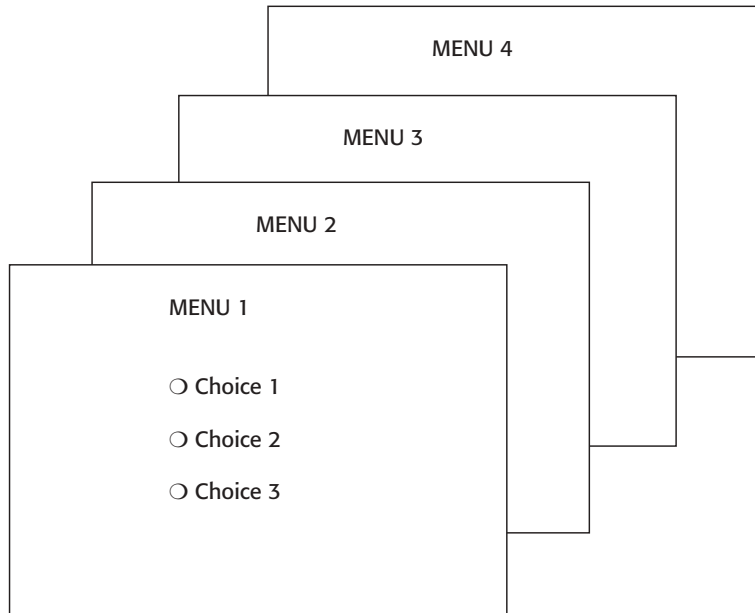 MENU 4
MENU 3
MENU 2
MENU 1
❍ Choice 1
❍ Choice 2
❍ Choice 3